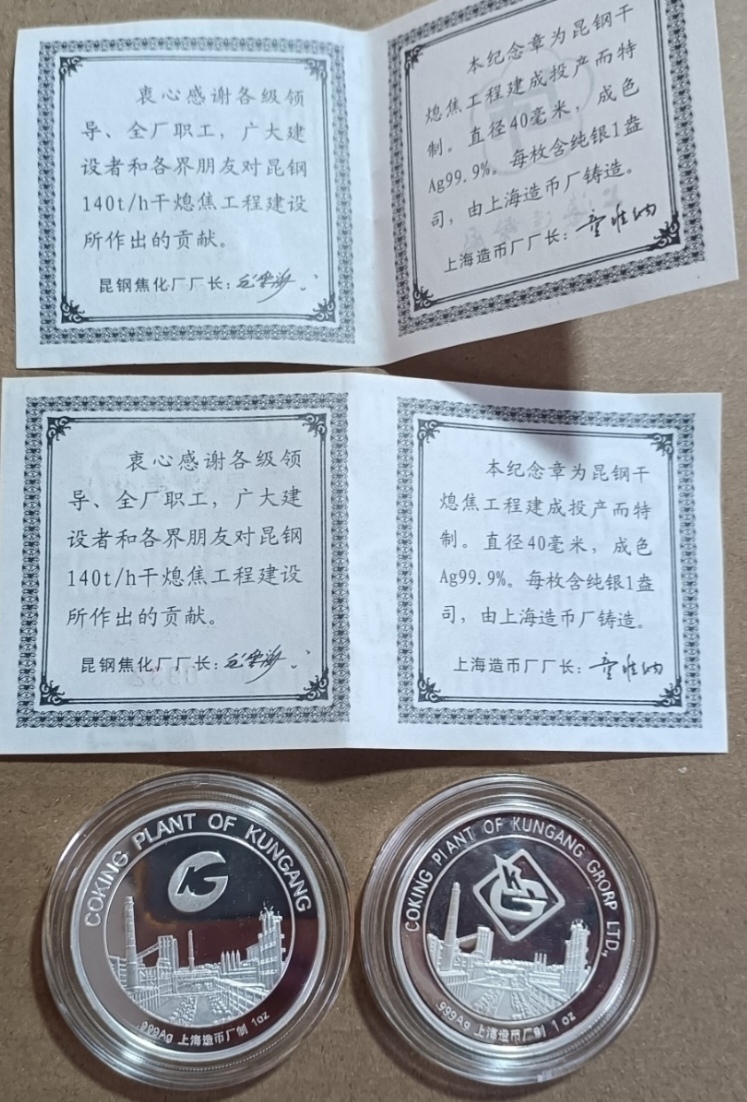 衷心感谢各级领
导、全厂职工，广大建
设者和各界朋友对昆钢
140t/h干熄焦工程建设
所作出的贡献。
昆钢焦化厂厂长：
本纪念章为昆钢干
熄焦工程建成投产而特
制。直径40毫米，成色
Ag99.9%。每枚含纯银1盎
司，由上海造币厂铸造。
上海造币厂厂长：
衷心感谢各级领
导、全厂职工，广大建
设者和各界朋友对昆钢
140t/h干熄焦工程建设
所作出的贡献。
昆钢焦化厂厂长：
本纪念章为昆钢干
熄焦工程建成投产而特
制。直径40毫米，成色
Ag99.9%。每枚含纯银1盎
司，由上海造币厂铸造。
上海造币厂厂长：
COKING PLANT OF KUNGANG
KG
.999Ag 上海造币厂制 1oz
COKING PLANT OF KUNGANG GRORP LTD.,
KG
.999Ag 上海造币厂制 1 oz